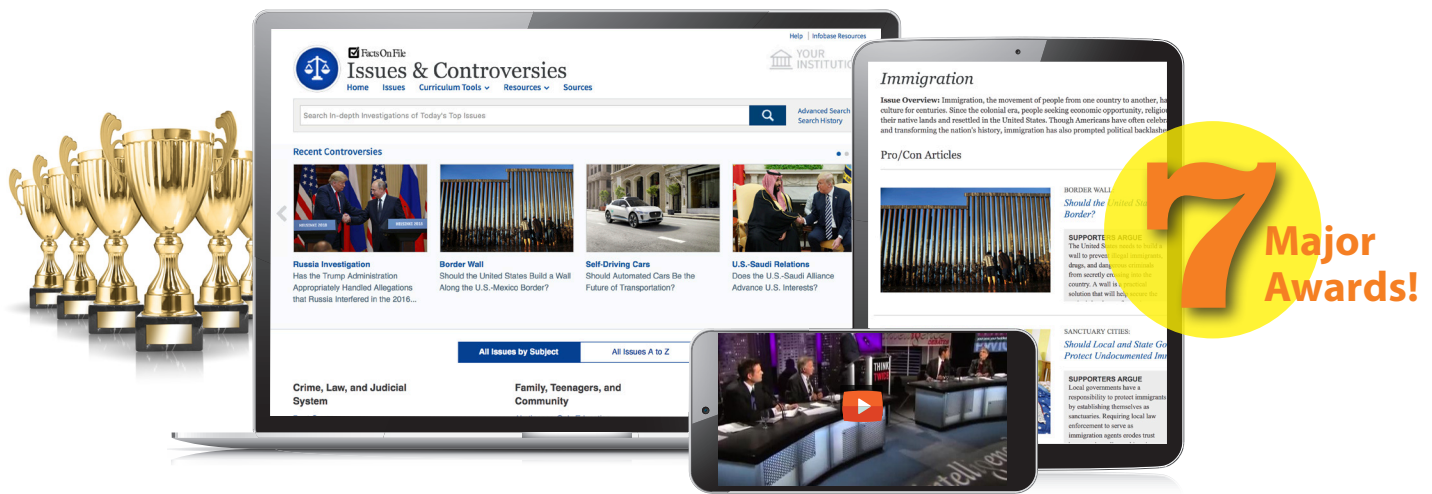 Help | Infobase Resources
Facts On File
Issues & Controversies
YOUR
INSTITUTIO
Home Issues Curriculum Tools Resources Sources
Search In-depth Investigations of Today's Top Issues
Advanced Search
Search History
Recent Controversies
Russia Investigation
Has the Trump Administration
Appropriately Handled Allegations
that Russia Interfered in the 2016...
Border Wall
Should the United States Build a Wall
Along the U.S.-Mexico Border?
Self-Driving Cars
Should Automated Cars Be the
Future of Transportation?
U.S.-Saudi Relations
Does the U.S.-Saudi Alliance
Advance U.S. Interests?
All Issues by Subject
All Issues A to Z
Crime, Law, and Judicial
System
Family, Teenagers, and
Community
THINK
TWICE
Immigration
Issue Overview: Immigration, the movement of people from one country to another, ha
culture for centuries. Since the colonial era, people seeking economic opportunity, religio
their native lands and resettled in the United States. Though Americans have often celebr
and transforming the nation's history, immigration has also prompted political backlashe
Pro/Con Articles
BORDER WALL
Should the United Sta
Border?
SUPPORTERS ARGUE
The United States needs to build a
wall to prevent illegal immigrants,
drugs, and dangerous criminals
from secretly crossing into the
country. A wall is a practical
solution that will help secure the
SANCTUARY CITIES:
Should Local and State Go
Protect Undocumented Im
SUPPORTERS ARGUE
Local governments have a
responsibility to protect immigrants
by establishing themselves as
sanctuaries. Requiring local law
enforcement to serve as
immigration agents erodes trust
7
Major
Awards!